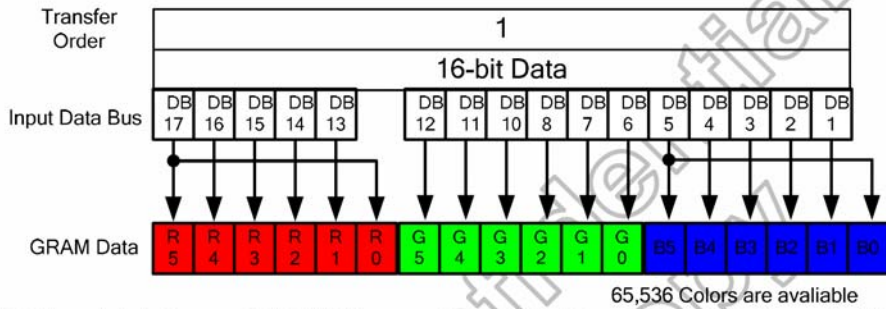 Transfer Order
1
16-bit Data
Input Data Bus
DB 17 DB 16 DB 15 DB 14 DB 13 DB 12 DB 11 DB 10 DB 8 DB 7 DB 6 DB 5 DB 4 DB 3 DB 2 DB 1
GRAM Data
R 5 R 4 R 3 R 2 R 1 R 0 G 5 G 4 G 3 G 2 G 1 G 0 B5 B4 B3 B2 B1 B0
65,536 Colors are avaliable